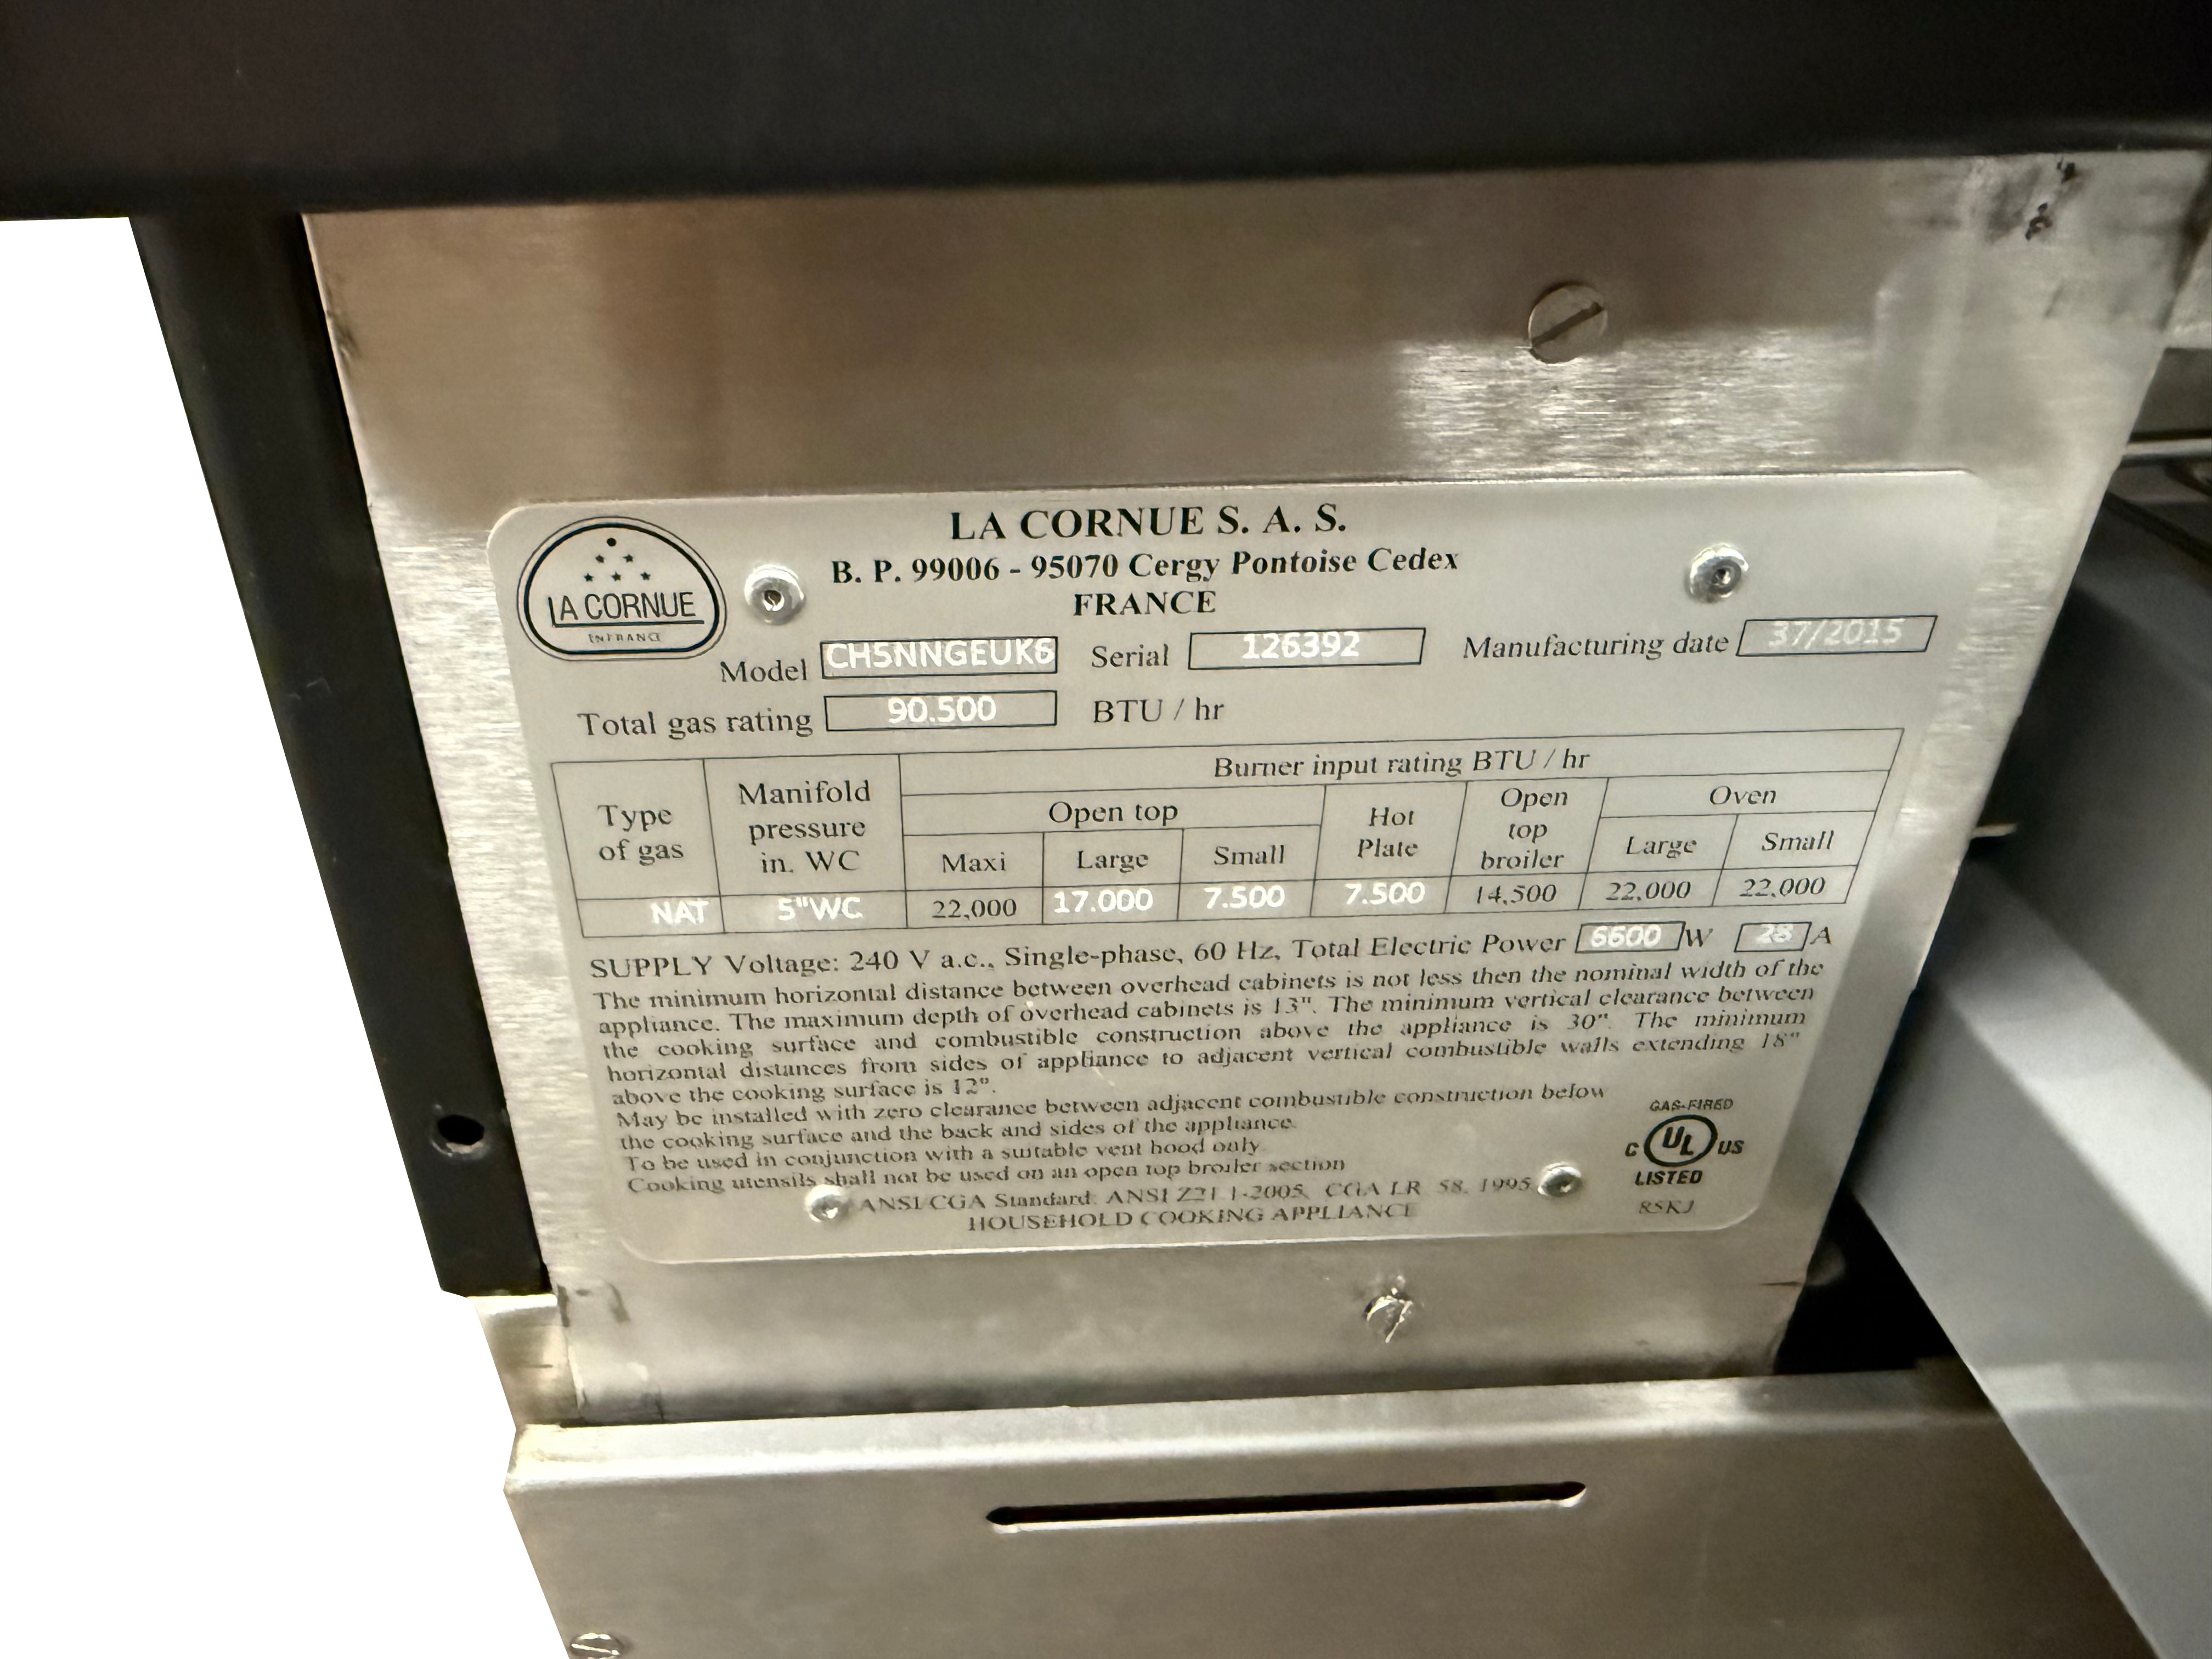 LA CORNUE
EN FRANCE
LA CORNUE S. A. S.
B. P. 99006 - 95070 Cergy Pontoise Cedex
FRANCE
Model CH5NNGEUK6 Serial 126392 Manufacturing date 37/2015
Total gas rating 90.500 BTU / hr
Type of gas
Manifold pressure in. WC
Burner input rating BTU / hr
Open top
Hot Plate
Open top broiler
Oven
Maxi Large Small Large Small
NAT 5"WC 22,000 17.000 7.500 7.500 14,500 22,000 22,000
SUPPLY Voltage: 240 V a.c., Single-phase, 60 Hz, Total Electric Power 6600 W 28 A
The minimum horizontal distance between overhead cabinets is not less then the nominal width of the
appliance. The maximum depth of overhead cabinets is 13". The minimum vertical clearance between
the cooking surface and combustible construction above the appliance is 30". The minimum
horizontal distances from sides of appliance to adjacent vertical combustible walls extending 18"
above the cooking surface is 12".
May be installed with zero clearance between adjacent combustible construction below
the cooking surface and the back and sides of the appliance.
To be used in conjunction with a suitable vent hood only.
Cooking utensils shall not be used on an open top broiler section
ANSI/CGA Standard: ANSI Z21.1-2005, CGA LR 58, 1995
HOUSEHOLD COOKING APPLIANCE
GAS-FIRED
C UL US
LISTED
8SKJ